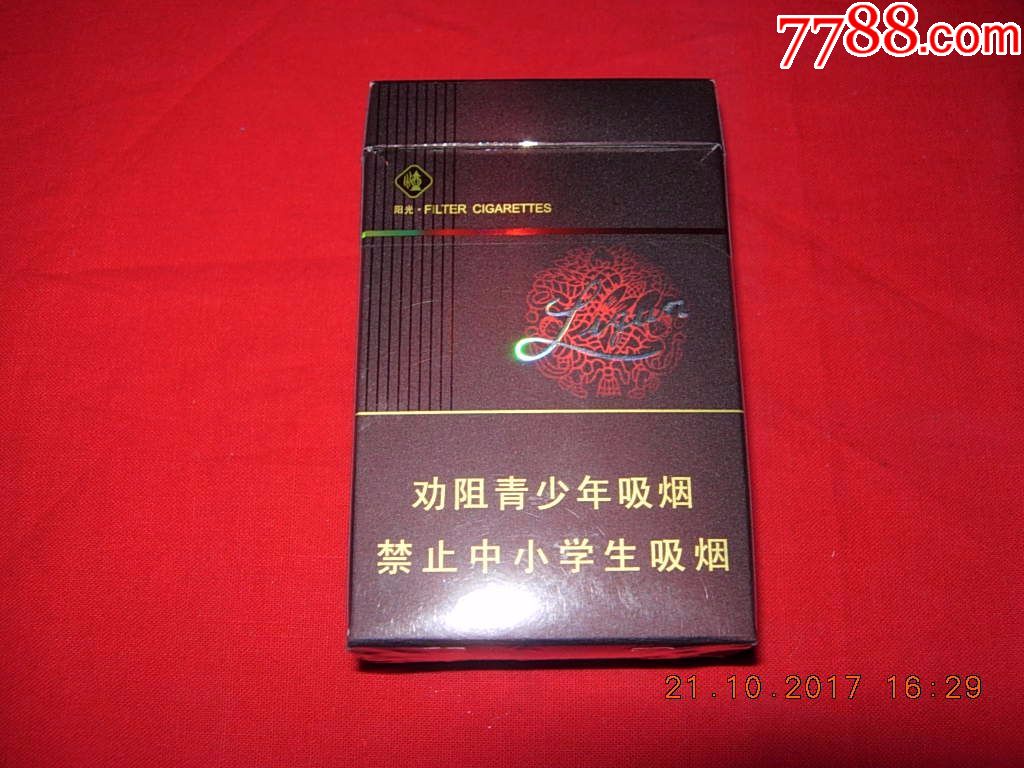 7788.com
阳光·FILTER CIGARETTES
Liqun
劝阻青少年吸烟
禁止中小学生吸烟
21.10.2017 16:29